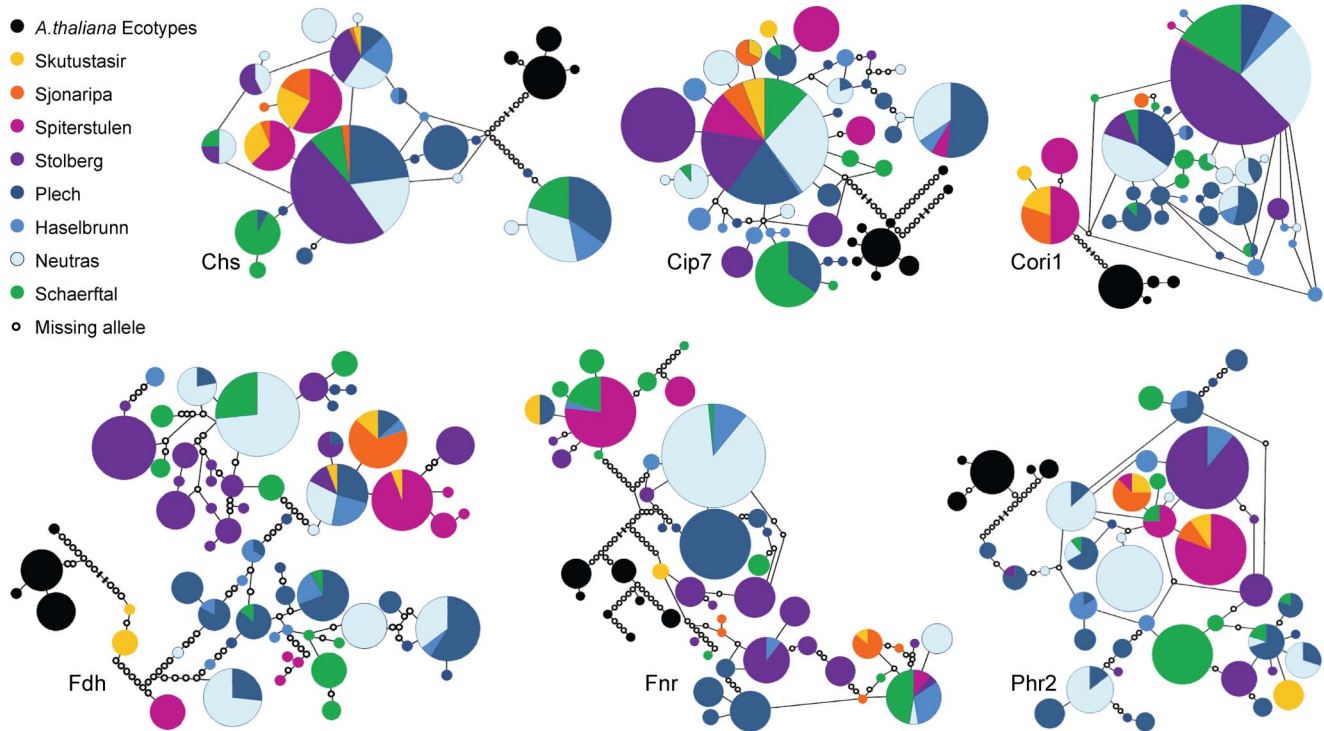 A.thaliana Ecotypes
Skutustasir
Sjonaripa
Spiterstulen
Stolberg
Plech
Haselbrunn
Neutras
Schaerftal
Missing allele
Chs
Cip7
Cori1
Fdh
Fnr
Phr2